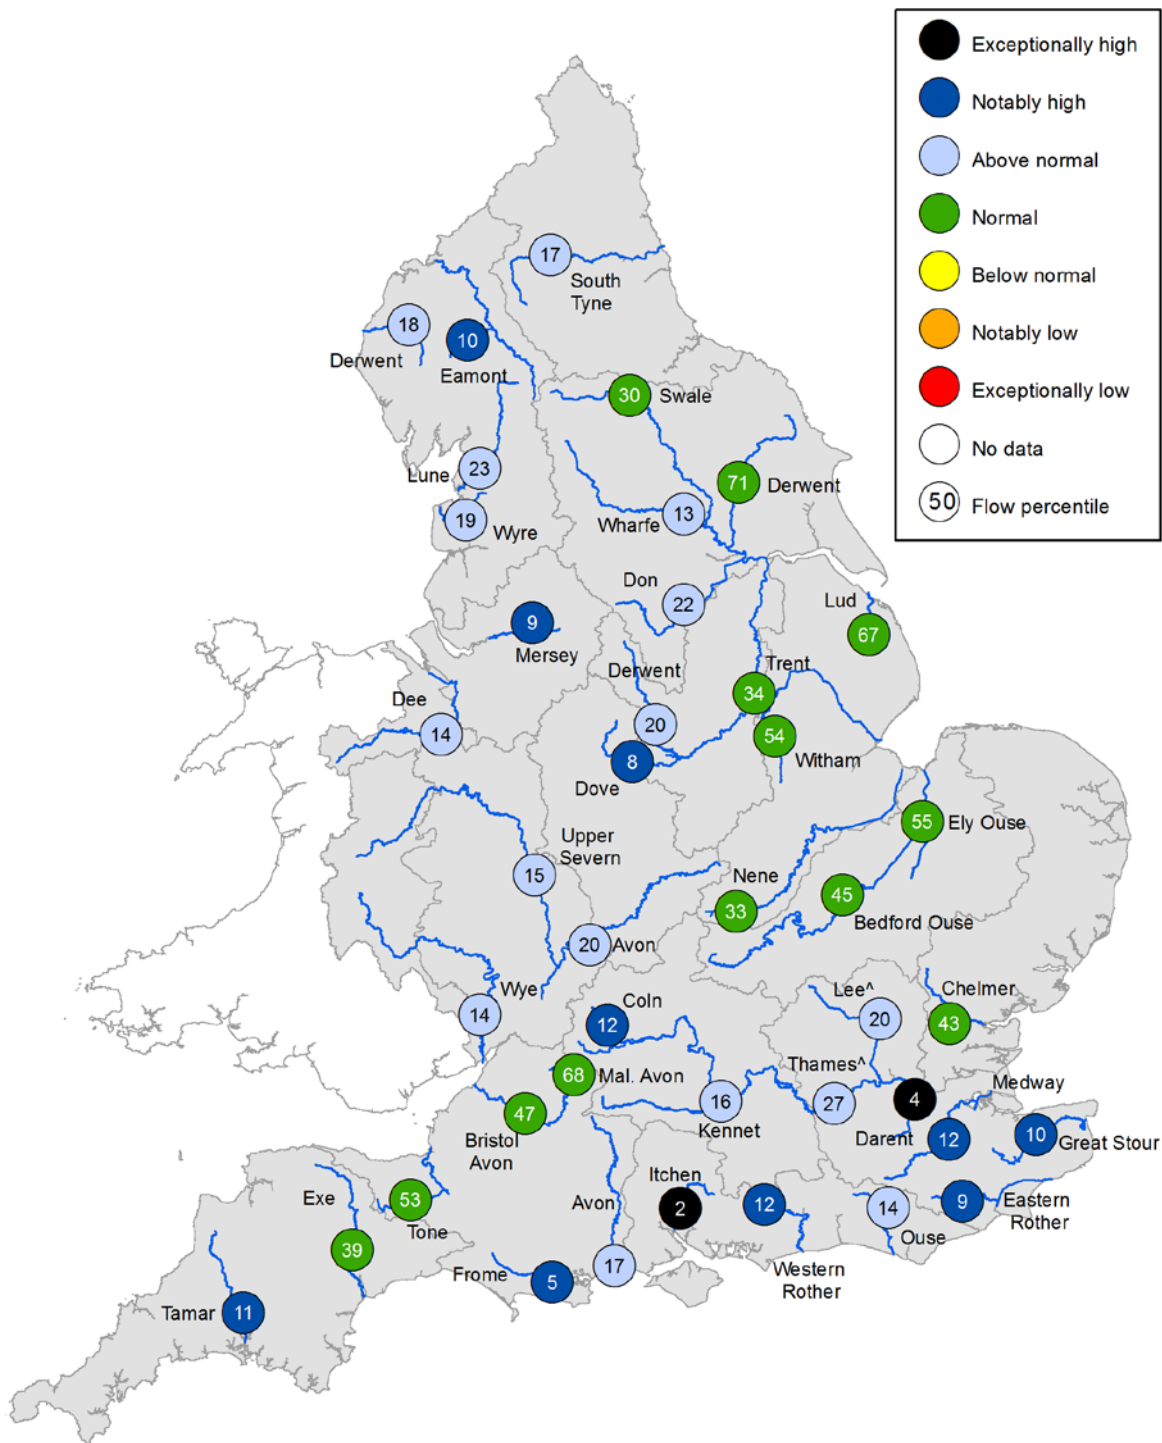 Exceptionally high
Notably high
Above normal
Normal
Below normal
Notably low
Exceptionally low
No data
50 Flow percentile
17
South
Tyne
18
Derwent
10
Eamont
30 Swale
23
Lune
71 Derwent
13
Wharfe
19
Wyre
Don
22
Lud
67
9
Mersey
Derwent
Trent
34
Dee
14
20
54
Witham
8
Dove
55 Ely Ouse
Upper
Severn
15
Nene
33
45
Bedford Ouse
20 Avon
Wye
14
Coln
12
Lee^
20
Chelmer
43
68 Mal. Avon
Thames^
27
16
Kennet
4
Darent
Medway
12
10
Great Stour
47
Bristol
Avon
Itchen
2
12
Western
Rother
14
Ouse
9
Eastern
Rother
Exe
39
53
Tone
Avon
17
Frome 5
Tamar 11